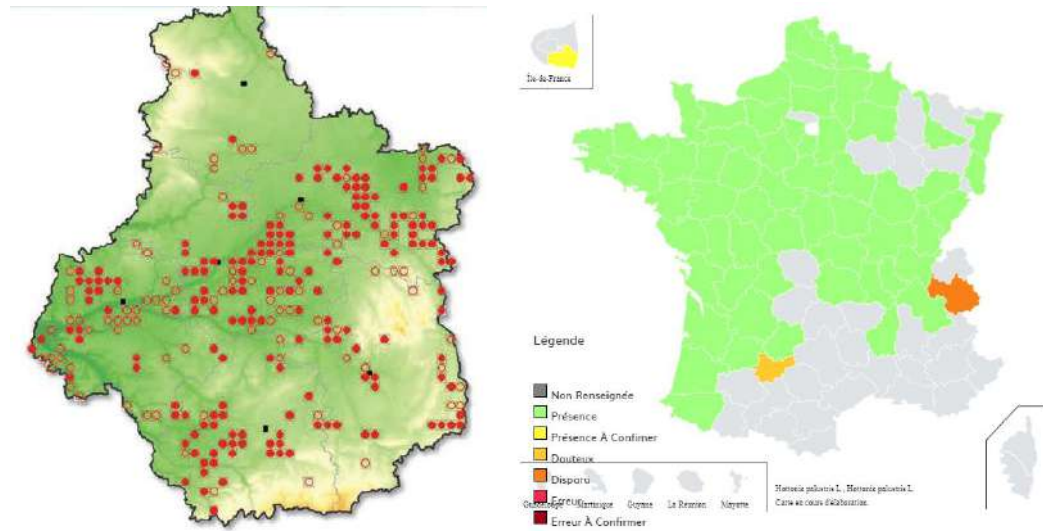 Île-de-France
Légende
Non Renseignée
Présence
Présence À Confirmer
Douteux
Disparu
Guadeloupe Martinique Guyane La Réunion Mayotte
Erreur
Erreur À Confirmer
Hottonia palustris L., Hottonia palustris L.
Carte en cours d'élaboration.